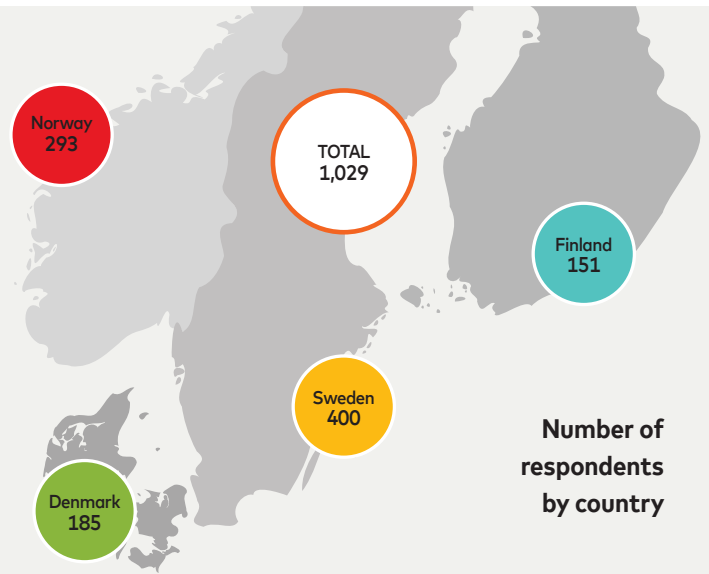 Norway
293
TOTAL
1,029
Finland
151
Sweden
400
Denmark
185
Number of
respondents
by country